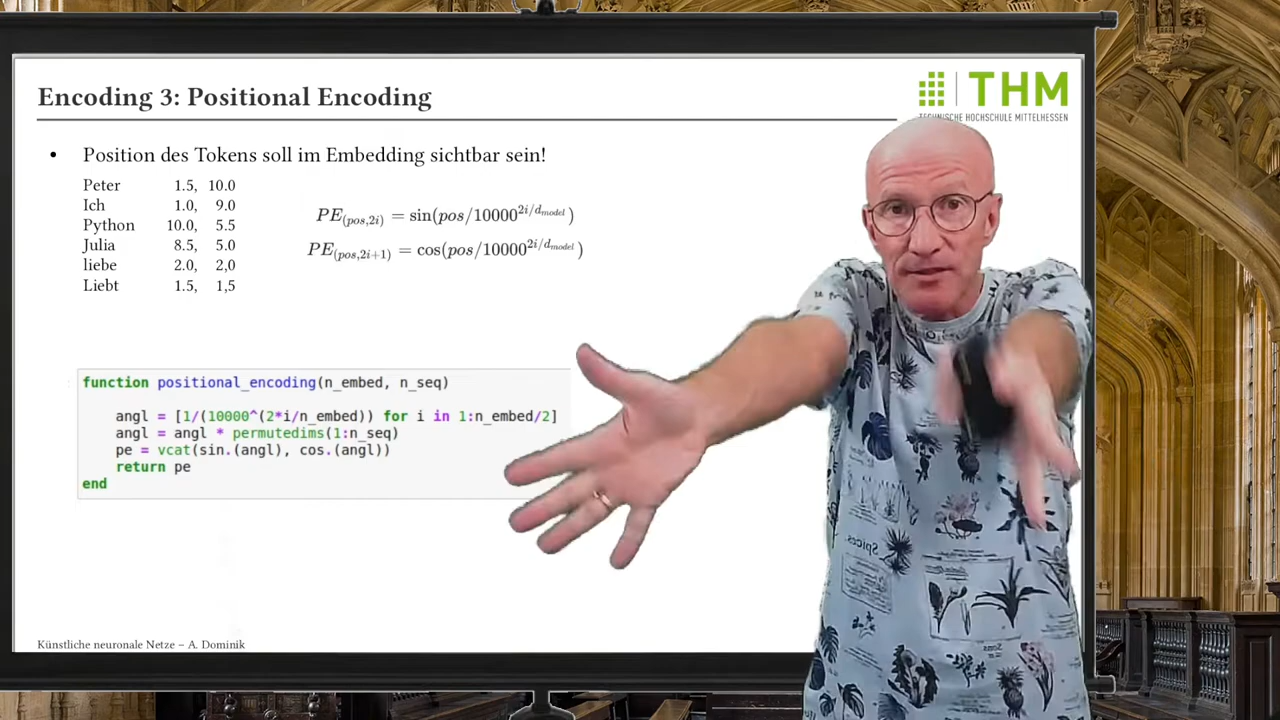 Encoding 3: Positional Encoding
THM
TECHNISCHE HOCHSCHULE MITTELHESSEN
• Position des Tokens soll im Embedding sichtbar sein!
Peter 1.5, 10.0
Ich 1.0, 9.0
Python 10.0, 5.5
Julia 8.5, 5.0
liebe 2.0, 2,0
Liebt 1.5, 1,5
PE(pos,2i) = sin(pos/10000^2i/d_model)
PE(pos,2i+1) = cos(pos/10000^2i/d_model)
function positional_encoding(n_embed, n_seq)
angl = [1/(10000^(2*i/n_embed)) for i in 1:n_embed/2]
angl = angl * permutedims(1:n_seq)
pe = vcat(sin.(angl), cos.(angl))
return pe
end
Künstliche neuronale Netze – A. Dominik
Spices